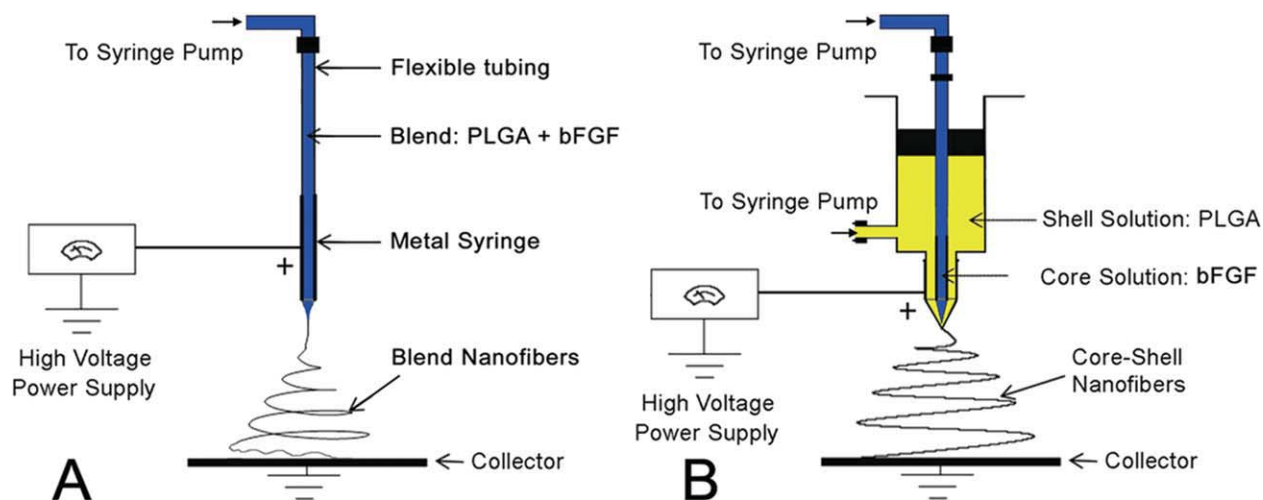 To Syringe Pump
Flexible tubing
Blend: PLGA + bFGF
Metal Syringe
+
High Voltage
Power Supply
Blend Nanofibers
Collector
A
To Syringe Pump
To Syringe Pump
Shell Solution: PLGA
Core Solution: bFGF
+
High Voltage
Power Supply
Core-Shell
Nanofibers
Collector
B